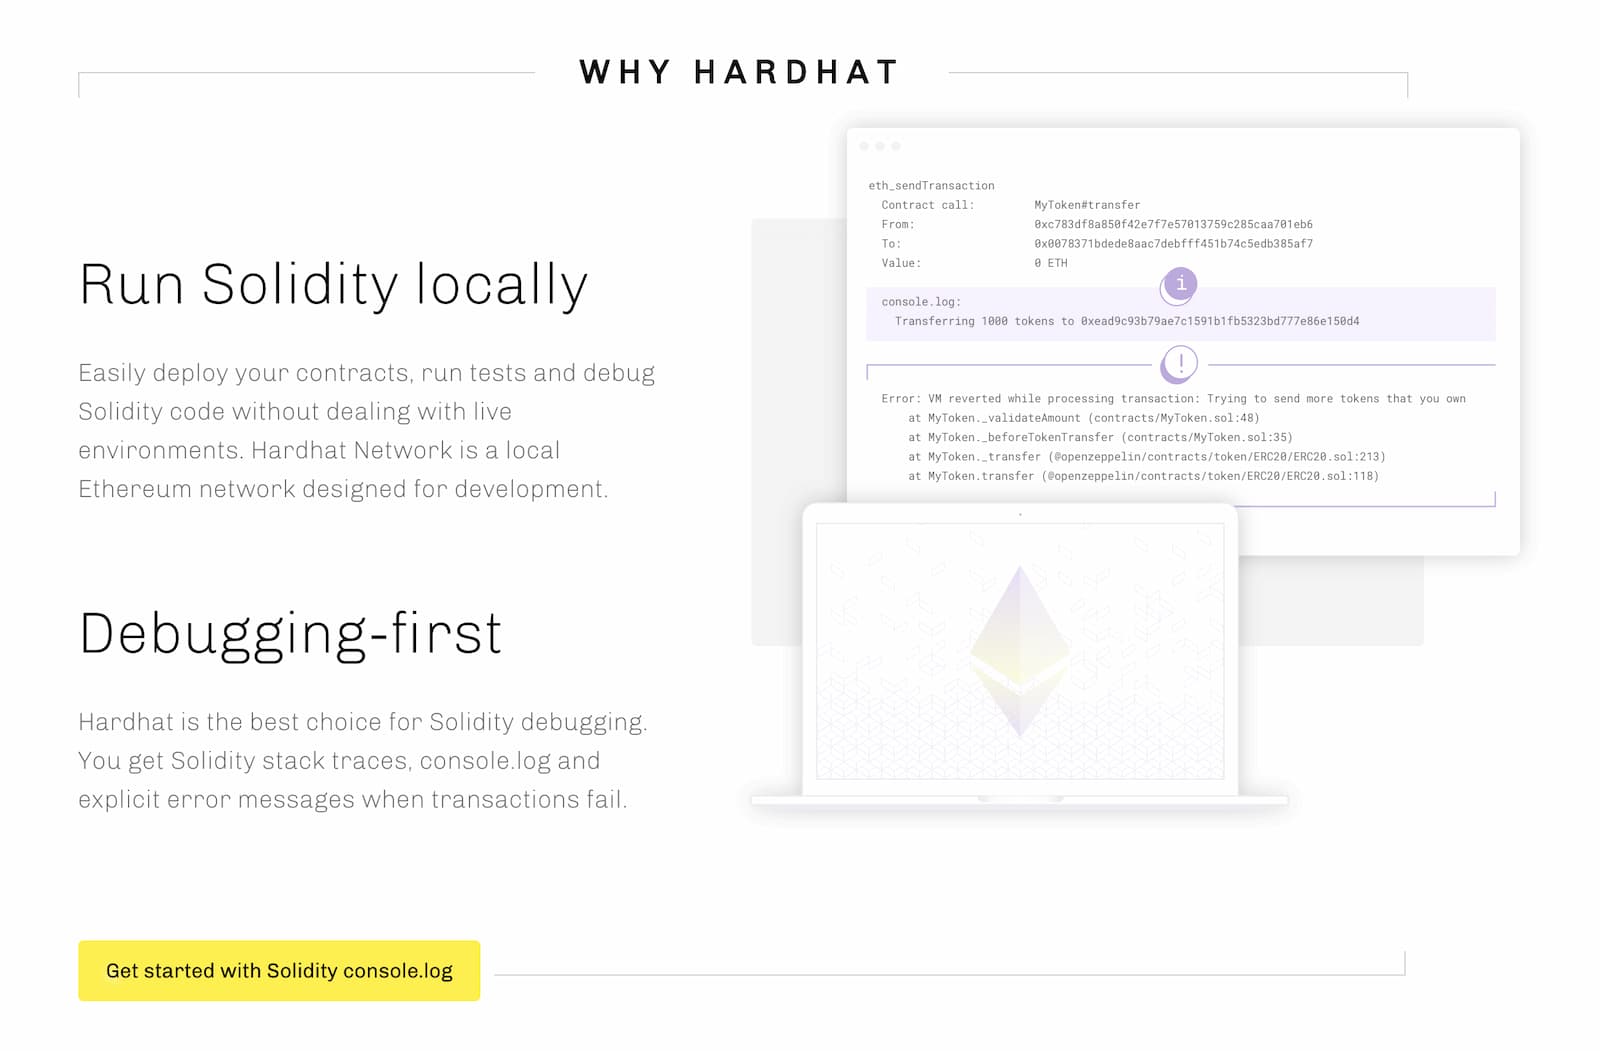 WHY HARDHAT
Run Solidity locally
Easily deploy your contracts, run tests and debug
Solidity code without dealing with live
environments. Hardhat Network is a local
Ethereum network designed for development.
Debugging-first
Hardhat is the best choice for Solidity debugging.
You get Solidity stack traces, console.log and
explicit error messages when transactions fail.
Get started with Solidity console.log
eth_sendTransaction
Contract call: MyToken#transfer
From: 0xc783df8a850f42e7f7e57013759c285caa701eb6
To: 0x0078371bdede8aac7debfff451b74c5edb385af7
Value: 0 ETH
i
console.log:
Transferring 1000 tokens to 0xead9c93b79ae7c1591b1fb5323bd777e86e150d4
!
Error: VM reverted while processing transaction: Trying to send more tokens that you own
at MyToken._validateAmount (contracts/MyToken.sol:48)
at MyToken._beforeTokenTransfer (contracts/MyToken.sol:35)
at MyToken._transfer (@openzeppelin/contracts/token/ERC20/ERC20.sol:213)
at MyToken.transfer (@openzeppelin/contracts/token/ERC20/ERC20.sol:118)